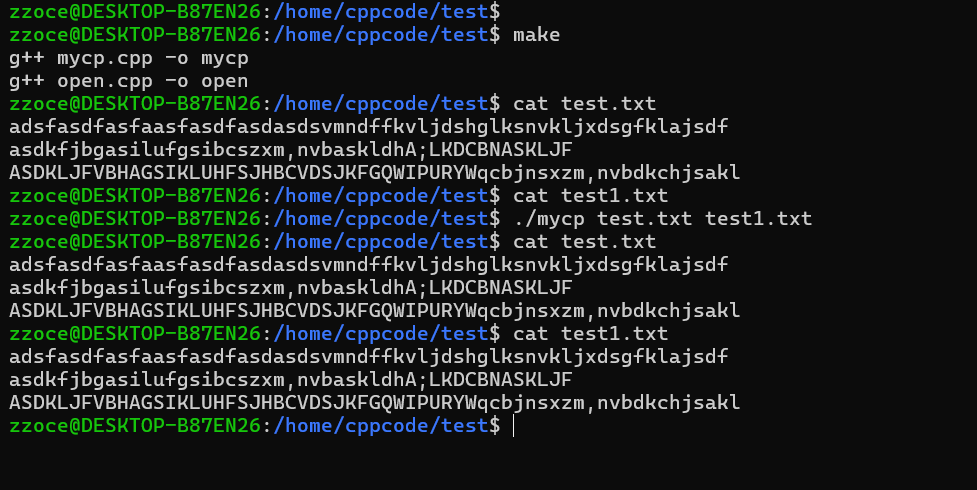 zzoce@DESKTOP-B87EN26:/home/cppcode/test$
zzoce@DESKTOP-B87EN26:/home/cppcode/test$ make
g++ mycp.cpp -o mycp
g++ open.cpp -o open
zzoce@DESKTOP-B87EN26:/home/cppcode/test$ cat test.txt
adsfasdfasfaasfasdfasdasdsvmndffkvljdshglksnvkljxdsgfklajsdf
asdkfjbgasilufgsibcszxm,nvbaskldhA;LKDCBNASKLJF
ASDKLJFVBHAGSIKLUHFSJHBCVDSJKFGQWIPURYWqcbjnsxzm,nvbdkchjsakl
zzoce@DESKTOP-B87EN26:/home/cppcode/test$ cat test1.txt
zzoce@DESKTOP-B87EN26:/home/cppcode/test$ ./mycp test.txt test1.txt
zzoce@DESKTOP-B87EN26:/home/cppcode/test$ cat test.txt
adsfasdfasfaasfasdfasdasdsvmndffkvljdshglksnvkljxdsgfklajsdf
asdkfjbgasilufgsibcszxm,nvbaskldhA;LKDCBNASKLJF
ASDKLJFVBHAGSIKLUHFSJHBCVDSJKFGQWIPURYWqcbjnsxzm,nvbdkchjsakl
zzoce@DESKTOP-B87EN26:/home/cppcode/test$ cat test1.txt
adsfasdfasfaasfasdfasdasdsvmndffkvljdshglksnvkljxdsgfklajsdf
asdkfjbgasilufgsibcszxm,nvbaskldhA;LKDCBNASKLJF
ASDKLJFVBHAGSIKLUHFSJHBCVDSJKFGQWIPURYWqcbjnsxzm,nvbdkchjsakl
zzoce@DESKTOP-B87EN26:/home/cppcode/test$